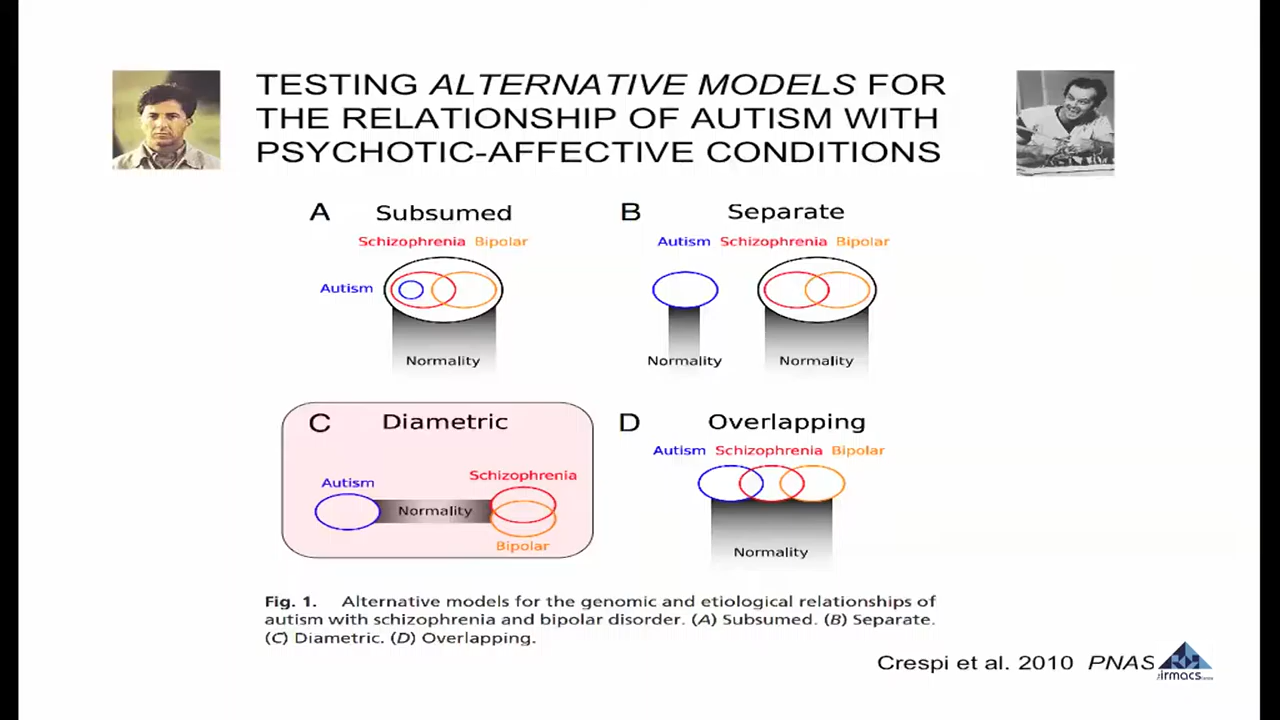 TESTING ALTERNATIVE MODELS FOR
THE RELATIONSHIP OF AUTISM WITH
PSYCHOTIC-AFFECTIVE CONDITIONS
A Subsumed
Schizophrenia Bipolar
Autism
Normality
B Separate
Autism Schizophrenia Bipolar
Normality Normality
C Diametric
Autism
Schizophrenia
Normality
Bipolar
D Overlapping
Autism Schizophrenia Bipolar
Normality
Fig. 1. Alternative models for the genomic and etiological relationships of
autism with schizophrenia and bipolar disorder. (A) Subsumed. (B) Separate.
(C) Diametric. (D) Overlapping.
Crespi et al. 2010 PNAS
irmacs